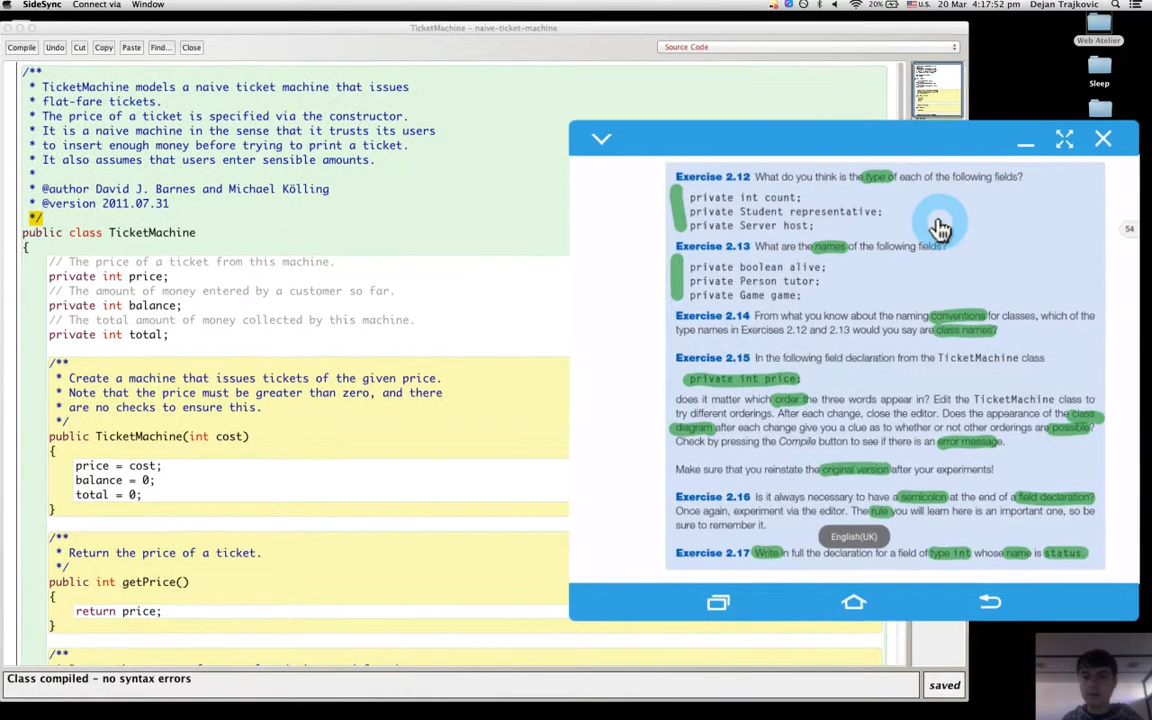 SideSync Connect via Window
20% U.S. 20 Mar 4:17:52 pm Dejan Trajkovic
TicketMachine - naive-ticket-machine
Compile Undo Cut Copy Paste Find... Close
Source Code
/**
* TicketMachine models a naive ticket machine that issues
* flat-fare tickets.
* The price of a ticket is specified via the constructor.
* It is a naive machine in the sense that it trusts its users
* to insert enough money before trying to print a ticket.
* It also assumes that users enter sensible amounts.
*
* @author David J. Barnes and Michael Kölling
* @version 2011.07.31
*/
public class TicketMachine
{
// The price of a ticket from this machine.
private int price;
// The amount of money entered by a customer so far.
private int balance;
// The total amount of money collected by this machine.
private int total;
/**
* Create a machine that issues tickets of the given price.
* Note that the price must be greater than zero, and there
* are no checks to ensure this.
*/
public TicketMachine(int cost)
{
price = cost;
balance = 0;
total = 0;
}
/**
* Return the price of a ticket.
*/
public int getPrice()
{
return price;
}
/**
Class compiled - no syntax errors
saved
Web Atelier
Sleep
Exercise 2.12 What do you think is the type of each of the following fields?
private int count;
private Student representative;
private Server host;
Exercise 2.13 What are the names of the following fields?
private boolean alive;
private Person tutor;
private Game game;
Exercise 2.14 From what you know about the naming conventions for classes, which of the
type names in Exercises 2.12 and 2.13 would you say are class names?
Exercise 2.15 In the following field declaration from the TicketMachine class
private int price;
does it matter which order the three words appear in? Edit the TicketMachine class to
try different orderings. After each change, close the editor. Does the appearance of the class
diagram after each change give you a clue as to whether or not other orderings are possible?
Check by pressing the Compile button to see if there is an error message.
Make sure that you reinstate the original version after your experiments!
Exercise 2.16 Is it always necessary to have a semicolon at the end of a field declaration?
Once again, experiment via the editor. The rule you will learn here is an important one, so be
sure to remember it.
English(UK)
Exercise 2.17 Write in full the declaration for a field of type int whose name is status.
54